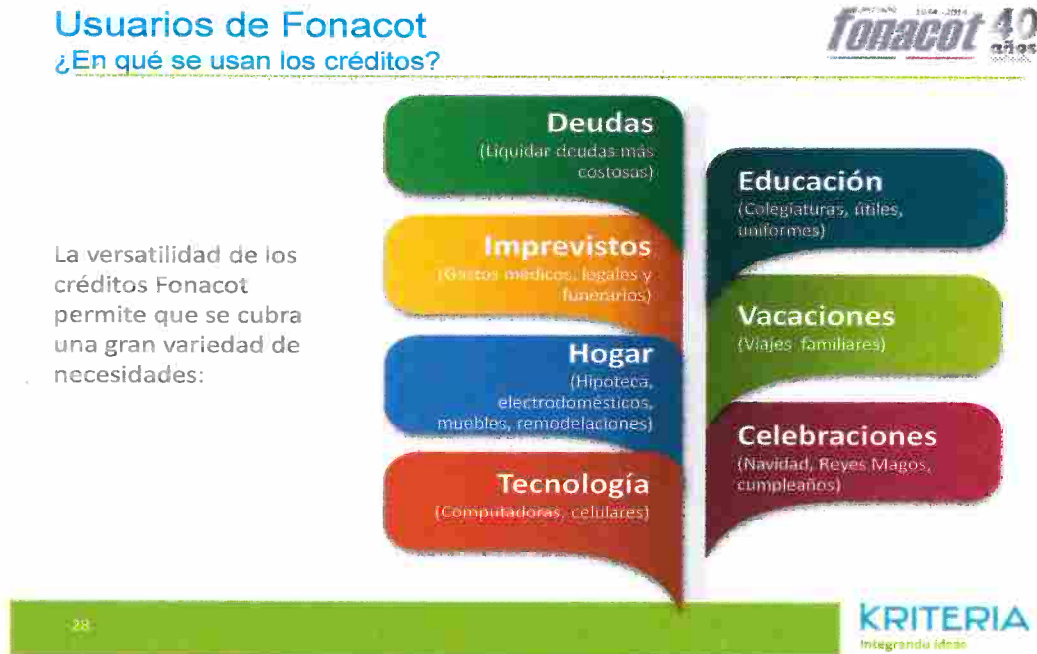 Usuarios de Fonacot
¿En qué se usan los créditos?
fonacot 40
años
La versatilidad de los
créditos Fonacot
permite que se cubra
una gran variedad de
necesidades:
Deudas
(Liquidar deudas más
costosas)
Imprevistos
(Gastos médicos, legales y
funerarios)
Hogar
(Hipoteca,
electrodomésticos,
muebles, remodelaciones)
Tecnología
(Computadoras, celulares)
Educación
(Colegiaturas, útiles,
uniformes)
Vacaciones
(Viajes familiares)
Celebraciones
(Navidad, Reyes Magos,
cumpleaños)
28
KRITERIA
Integrando ideas